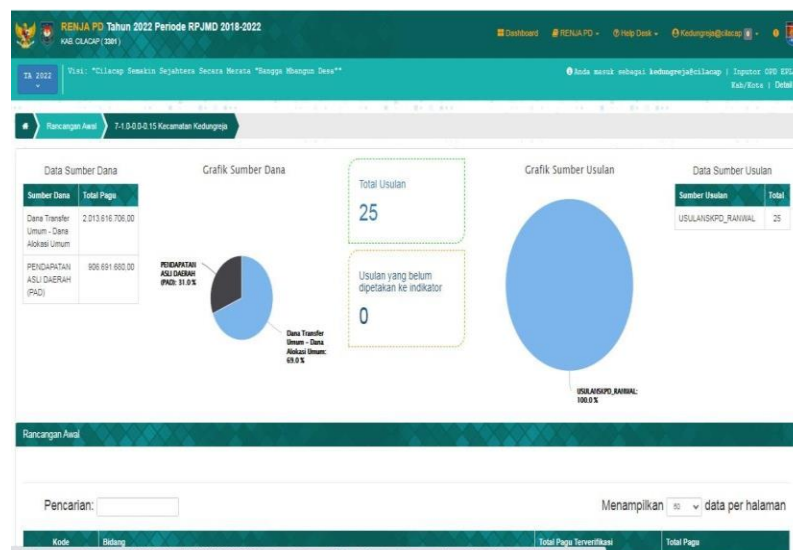 RENJA PD Tahun 2022 Periode RPJMD 2018-2022
KAB. CILACAP ( 3301 )
Dashboard RENJA PD Help Desk Kedungreja@cilacap
TA 2022
Visi: "Cilacap Semakin Sejahtera Secara Merata "Bangga Mbangun Desa""
Anda masuk sebagai kedungreja@cilacap | Inputor OPD
Kab/Kota | Detail
Rancangan Awal 7-1.0-0.0-0.15 Kecamatan Kedungreja
Data Sumber Dana
Sumber Dana Total Pagu
Dana Transfer 2.013.616.706,00
Umum - Dana
Alokasi Umum
PENDAPATAN 906.691.680,00
ASLI DAERAH
(PAD)
Grafik Sumber Dana
PENDAPATAN
ASLI DAERAH
(PAD): 31.0 %
Dana Transfer
Umum - Dana
Alokasi Umum:
69.0 %
Total Usulan
25
Usulan yang belum
dipetakan ke indikator
0
Grafik Sumber Usulan
USULANSKPD_RANWAL:
100.0 %
Data Sumber Usulan
Sumber Usulan Total
USULANSKPD_RANWAL 25
Rancangan Awal
Pencarian:
Menampilkan 50 data per halaman
Kode Bidang Total Pagu Terverifikasi Total Pagu